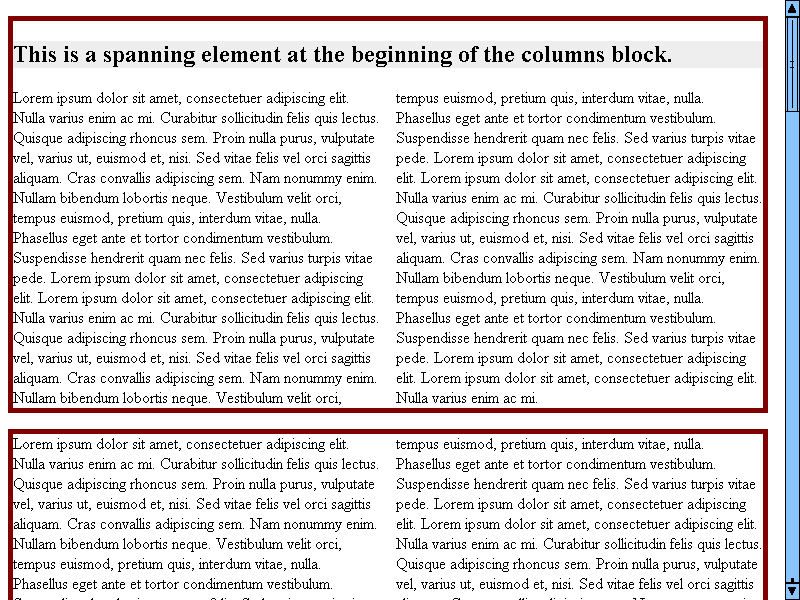 This is a spanning element at the beginning of the columns block.
Lorem ipsum dolor sit amet, consectetuer adipiscing elit.
Nulla varius enim ac mi. Curabitur sollicitudin felis quis lectus.
Quisque adipiscing rhoncus sem. Proin nulla purus, vulputate
vel, varius ut, euismod et, nisi. Sed vitae felis vel orci sagittis
aliquam. Cras convallis adipiscing sem. Nam nonummy enim.
Nullam bibendum lobortis neque. Vestibulum velit orci,
tempus euismod, pretium quis, interdum vitae, nulla.
Phasellus eget ante et tortor condimentum vestibulum.
Suspendisse hendrerit quam nec felis. Sed varius turpis vitae
pede. Lorem ipsum dolor sit amet, consectetuer adipiscing
elit. Lorem ipsum dolor sit amet, consectetuer adipiscing elit.
Nulla varius enim ac mi. Curabitur sollicitudin felis quis lectus.
Quisque adipiscing rhoncus sem. Proin nulla purus, vulputate
vel, varius ut, euismod et, nisi. Sed vitae felis vel orci sagittis
aliquam. Cras convallis adipiscing sem. Nam nonummy enim.
Nullam bibendum lobortis neque. Vestibulum velit orci,
tempus euismod, pretium quis, interdum vitae, nulla.
Phasellus eget ante et tortor condimentum vestibulum.
Suspendisse hendrerit quam nec felis. Sed varius turpis vitae
pede. Lorem ipsum dolor sit amet, consectetuer adipiscing
elit. Lorem ipsum dolor sit amet, consectetuer adipiscing elit.
Nulla varius enim ac mi. Curabitur sollicitudin felis quis lectus.
Quisque adipiscing rhoncus sem. Proin nulla purus, vulputate
vel, varius ut, euismod et, nisi. Sed vitae felis vel orci sagittis
aliquam. Cras convallis adipiscing sem. Nam nonummy enim.
Nullam bibendum lobortis neque. Vestibulum velit orci,
tempus euismod, pretium quis, interdum vitae, nulla.
Phasellus eget ante et tortor condimentum vestibulum.
Suspendisse hendrerit quam nec felis. Sed varius turpis vitae
pede. Lorem ipsum dolor sit amet, consectetuer adipiscing
elit. Lorem ipsum dolor sit amet, consectetuer adipiscing elit.
Nulla varius enim ac mi.
Lorem ipsum dolor sit amet, consectetuer adipiscing elit.
Nulla varius enim ac mi. Curabitur sollicitudin felis quis lectus.
Quisque adipiscing rhoncus sem. Proin nulla purus, vulputate
vel, varius ut, euismod et, nisi. Sed vitae felis vel orci sagittis
aliquam. Cras convallis adipiscing sem. Nam nonummy enim.
Nullam bibendum lobortis neque. Vestibulum velit orci,
tempus euismod, pretium quis, interdum vitae, nulla.
Phasellus eget ante et tortor condimentum vestibulum.
tempus euismod, pretium quis, interdum vitae, nulla.
Phasellus eget ante et tortor condimentum vestibulum.
Suspendisse hendrerit quam nec felis. Sed varius turpis vitae
pede. Lorem ipsum dolor sit amet, consectetuer adipiscing
elit. Lorem ipsum dolor sit amet, consectetuer adipiscing elit.
Nulla varius enim ac mi. Curabitur sollicitudin felis quis lectus.
Quisque adipiscing rhoncus sem. Proin nulla purus, vulputate
vel, varius ut, euismod et, nisi. Sed vitae felis vel orci sagittis